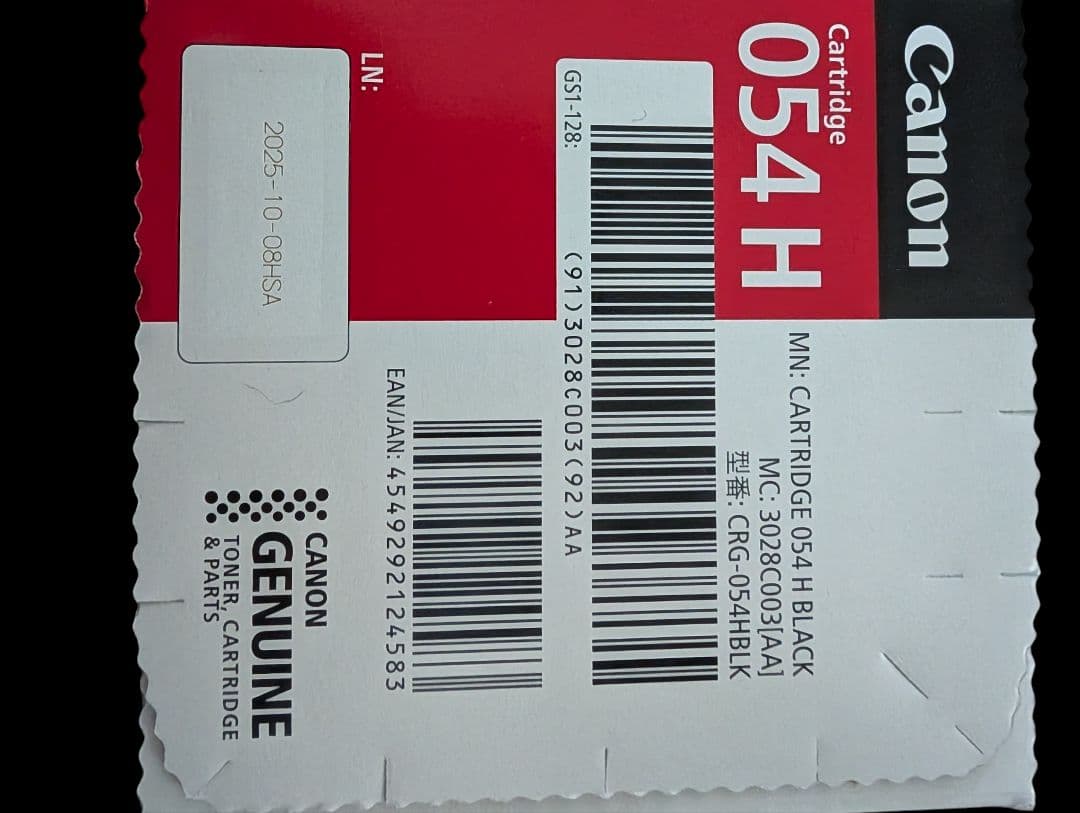 Canon
Cartridge
054 H
MN: CARTRIDGE 054 H BLACK
MC: 3028C003[AA]
型番: CRG-054HBLK
GS1-128:
(91)3028C003(92)AA
EAN/JAN: 4549292124583
LN:
2025-10-08HSA
CANON
GENUINE
TONER, CARTRIDGE
& PARTS